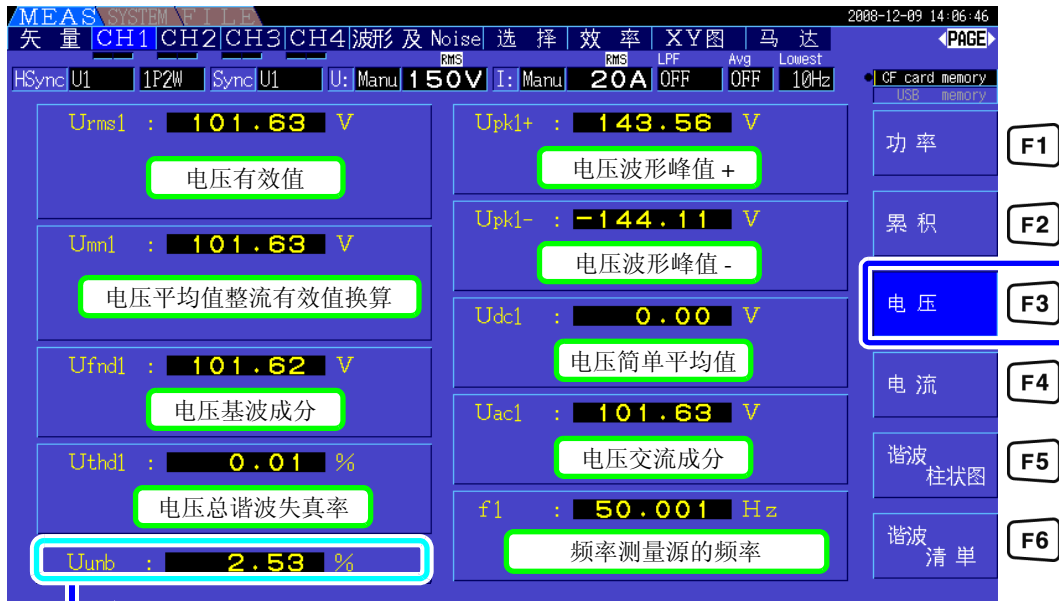 MEAS SYSTEM FILE 2008-12-09 14:06:46
矢 量 CH1 CH2 CH3 CH4 波形 及 Noise 选 择 效 率 XY图 马 达 PAGE
RMS RMS LPF Avg Lowest
HSync U1 1P2W Sync U1 U: Manu 150V I: Manu 20A OFF OFF 10Hz
CF card memory
USB memory
Urms1 : 101.63 V
电压有效值
Umn1 : 101.63 V
电压平均值整流有效值换算
Ufnd1 : 101.62 V
电压基波成分
Uthd1 : 0.01 %
电压总谐波失真率
Uunb : 2.53 %
Upk1+ : 143.56 V
电压波形峰值 +
Upk1- : -144.11 V
电压波形峰值 -
Udc1 : 0.00 V
电压简单平均值
Uac1 : 101.63 V
电压交流成分
f1 : 50.001 Hz
频率测量源的频率
功 率 F1
累 积 F2
电 压 F3
电 流 F4
谐波
柱状图 F5
谐波
清 单 F6